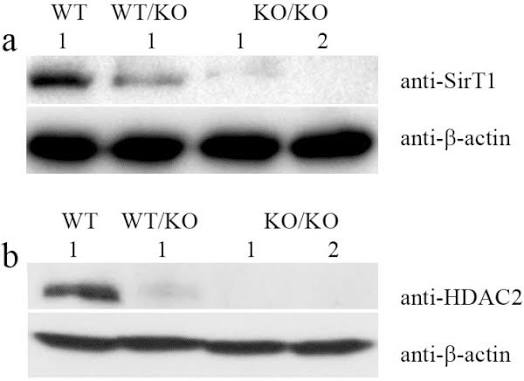 WT WT/KO KO/KO
a 1 1 1 2
anti-SirT1
anti-β-actin
WT WT/KO KO/KO
b 1 1 1 2
anti-HDAC2
anti-β-actin